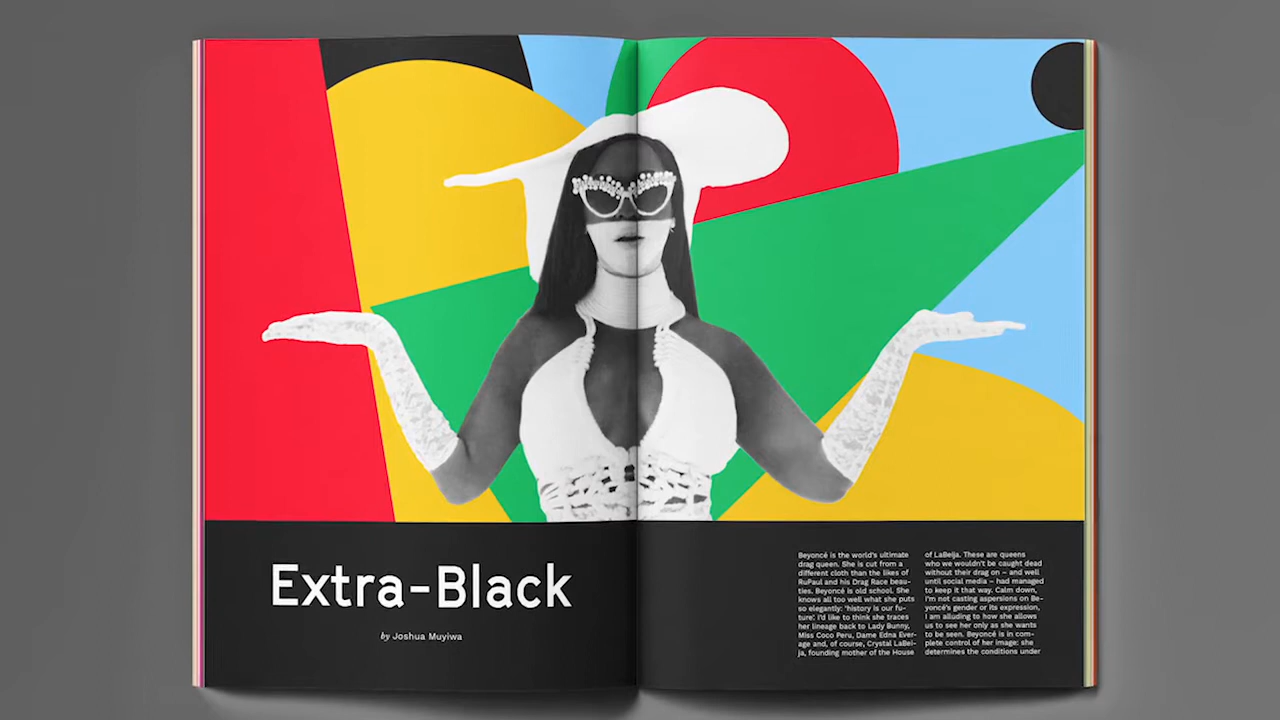 Extra-Black
by Joshua Muyiwa
Beyoncé is the world's ultimate
drag queen. She is cut from a
different cloth than the likes of
RuPaul and his Drag Race beau-
ties. Beyoncé is old school. She
knows all too well what she puts
so elegantly: 'history is our fu-
ture'. I'd like to think she traces
her lineage back to Lady Bunny,
Miss Coco Peru, Dame Edna Ever-
age and, of course, Crystal LaBei-
ja, founding mother of the House
of LaBeija. These are queens
who we wouldn't be caught dead
without their drag on – and well
until social media – had managed
to keep it that way. Calm down,
I'm not casting aspersions on Be-
yoncé's gender or its expression,
I am alluding to how she allows
us to see her only as she wants
to be seen. Beyoncé is in com-
plete control of her image: she
determines the conditions under